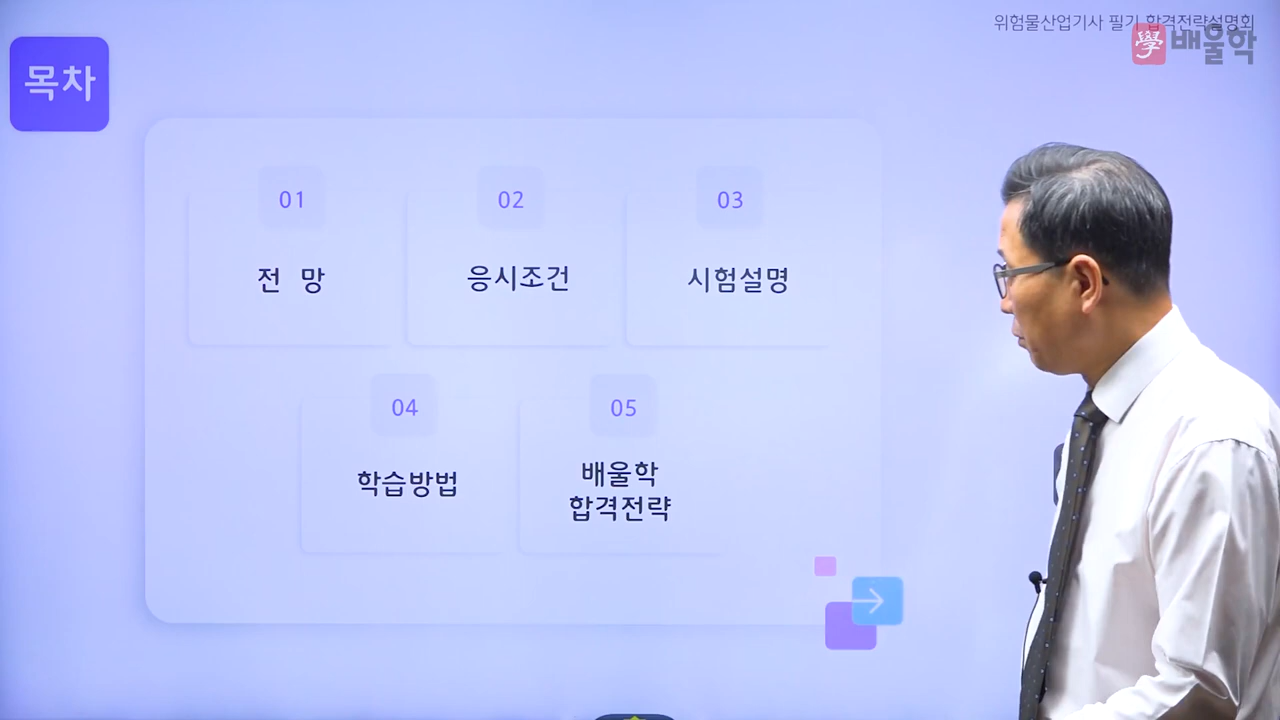 위험물산업기사 필기 합격전략설명회
學 배울학
목차
01
전 망
02
응시조건
03
시험설명
04
학습방법
05
배울학
합격전략